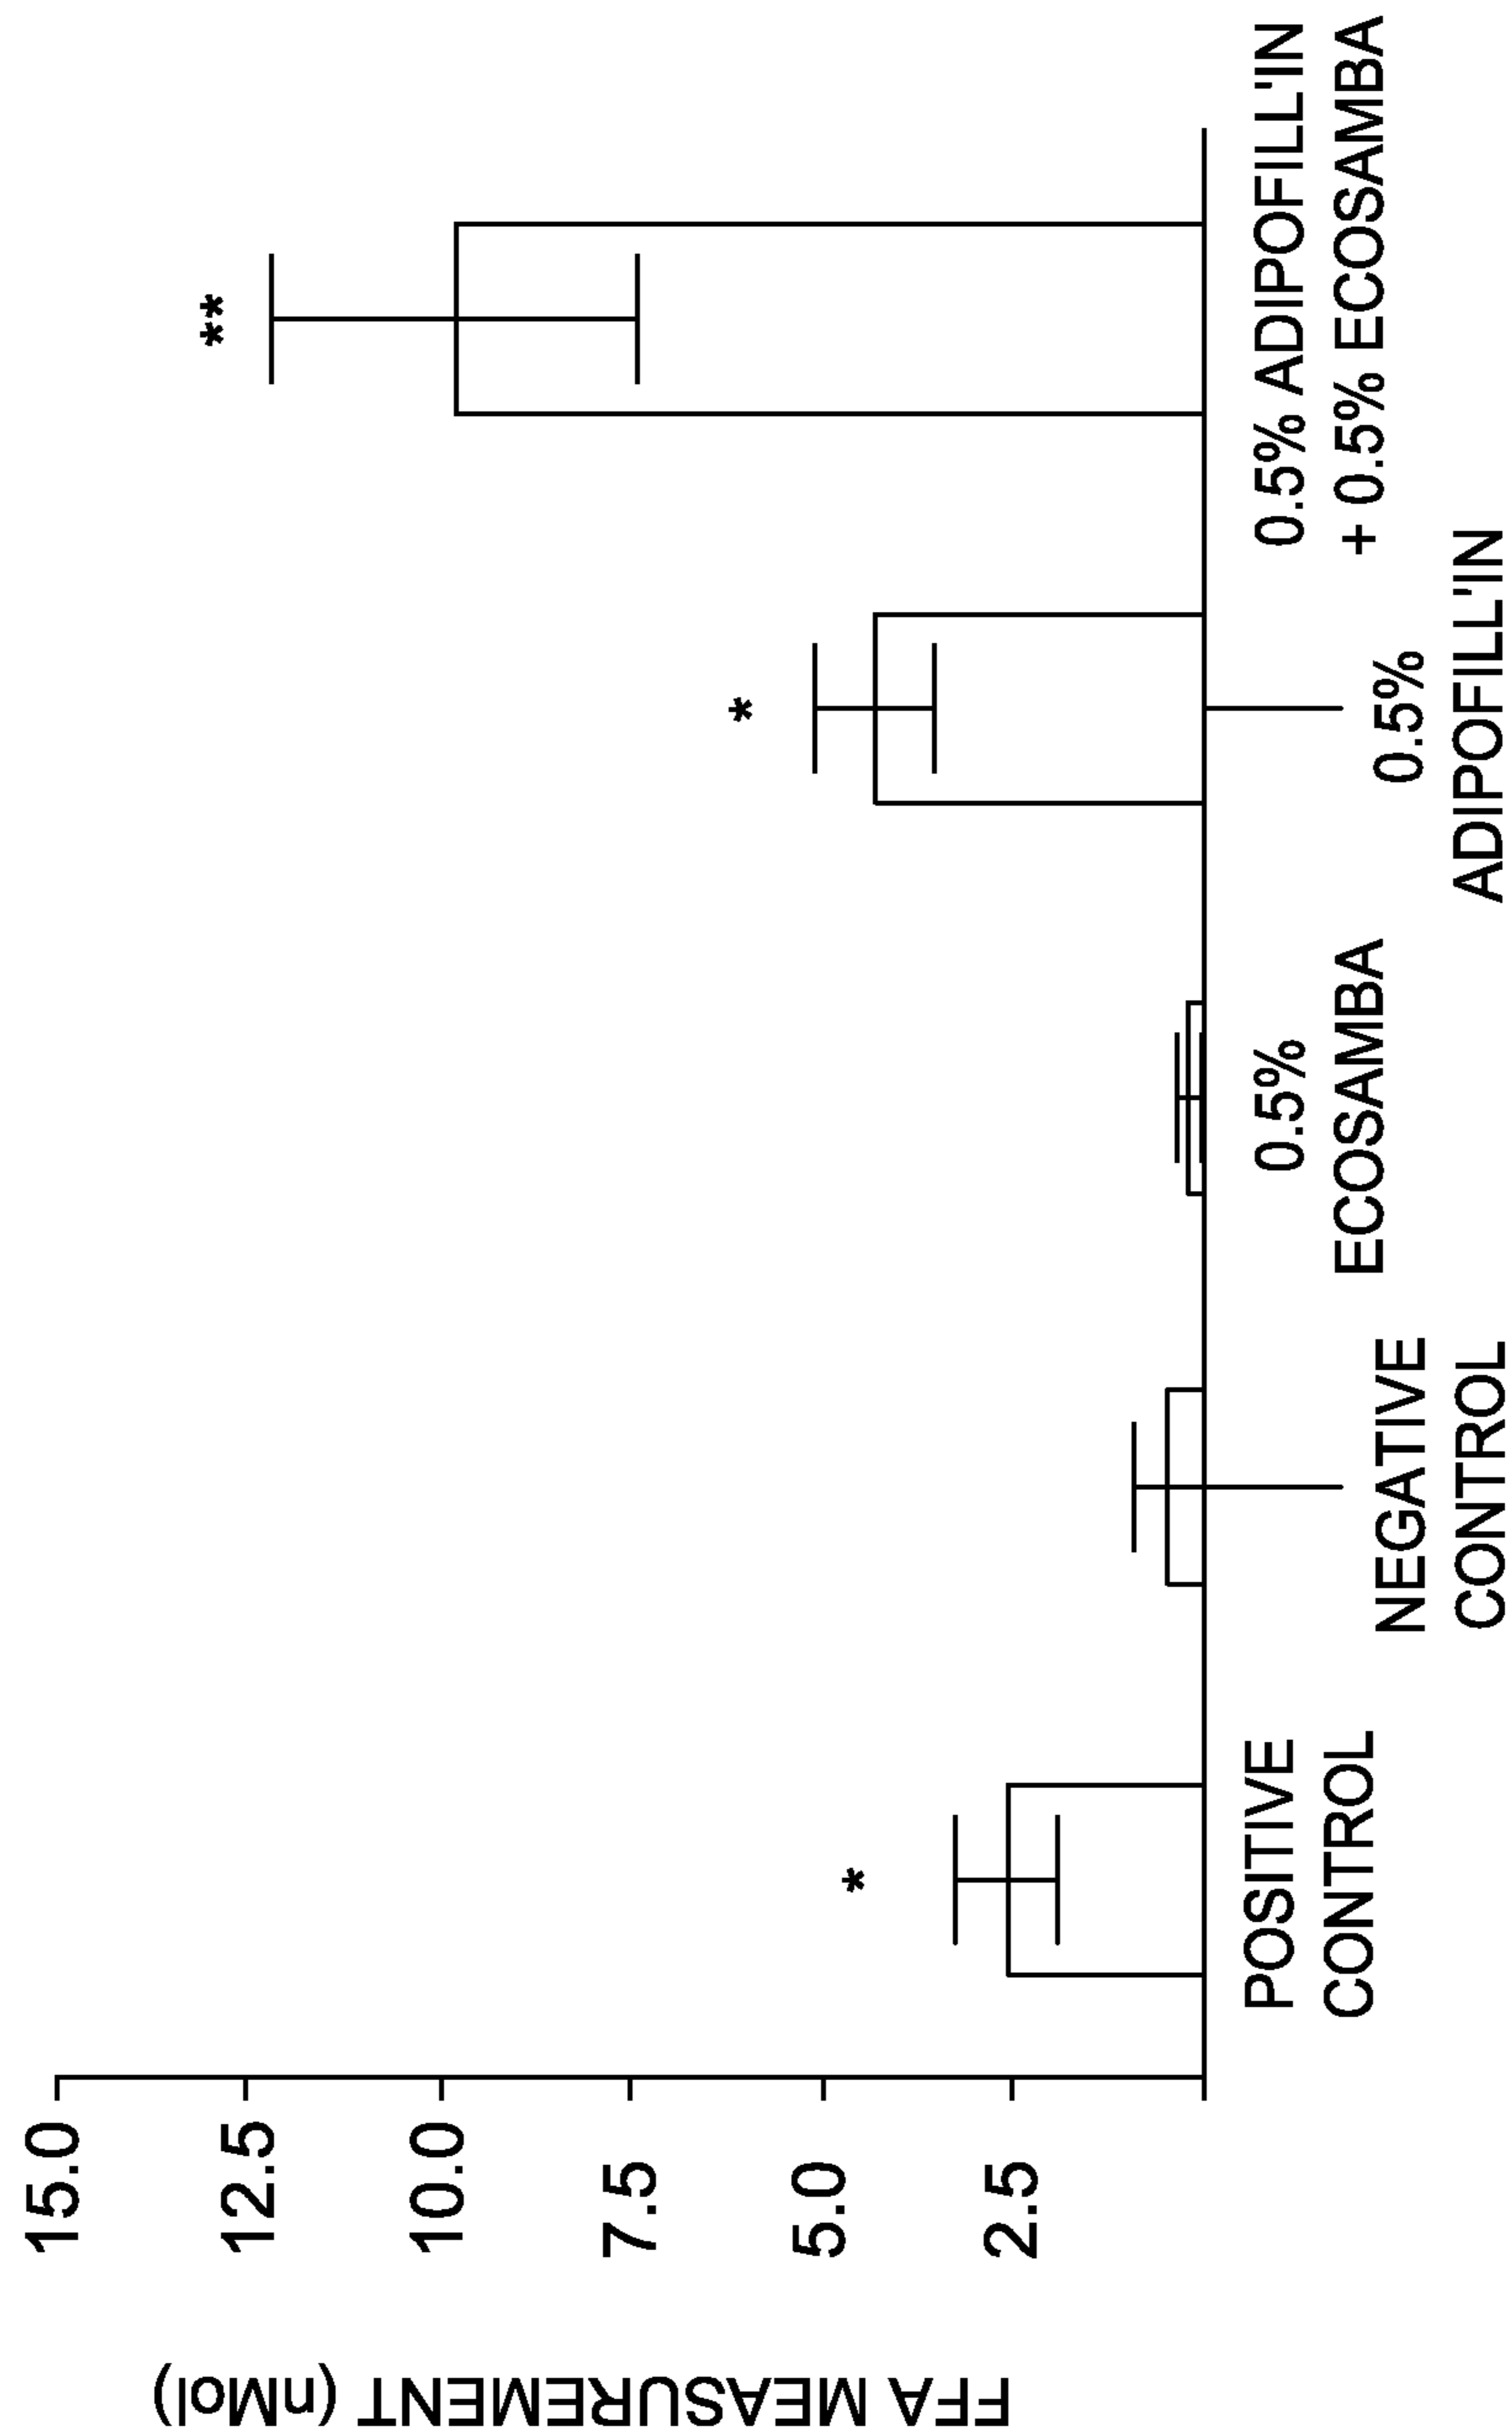 FFA MEASUREMENT (nMol)
15.0
12.5
10.0
7.5
5.0
2.5
*
*
**
POSITIVE
CONTROL
NEGATIVE
CONTROL
0.5%
ECOSAMBA
0.5%
ADIPOFILL'IN
0.5% ADIPOFILL'IN
+ 0.5% ECOSAMBA